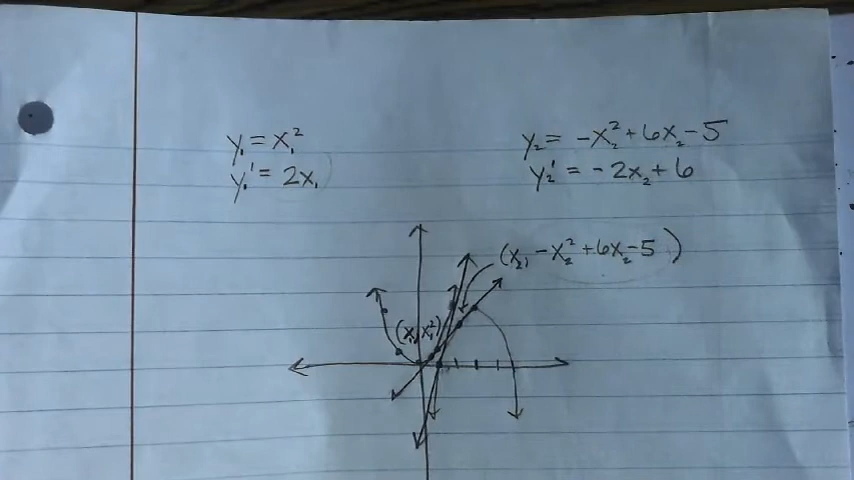 y₁ = x₁²
y₁' = 2x₁
y₂ = -x₂² + 6x₂ - 5
y₂' = -2x₂ + 6
(x₂, -x₂² + 6x₂ - 5)
(x₁, x₁²)